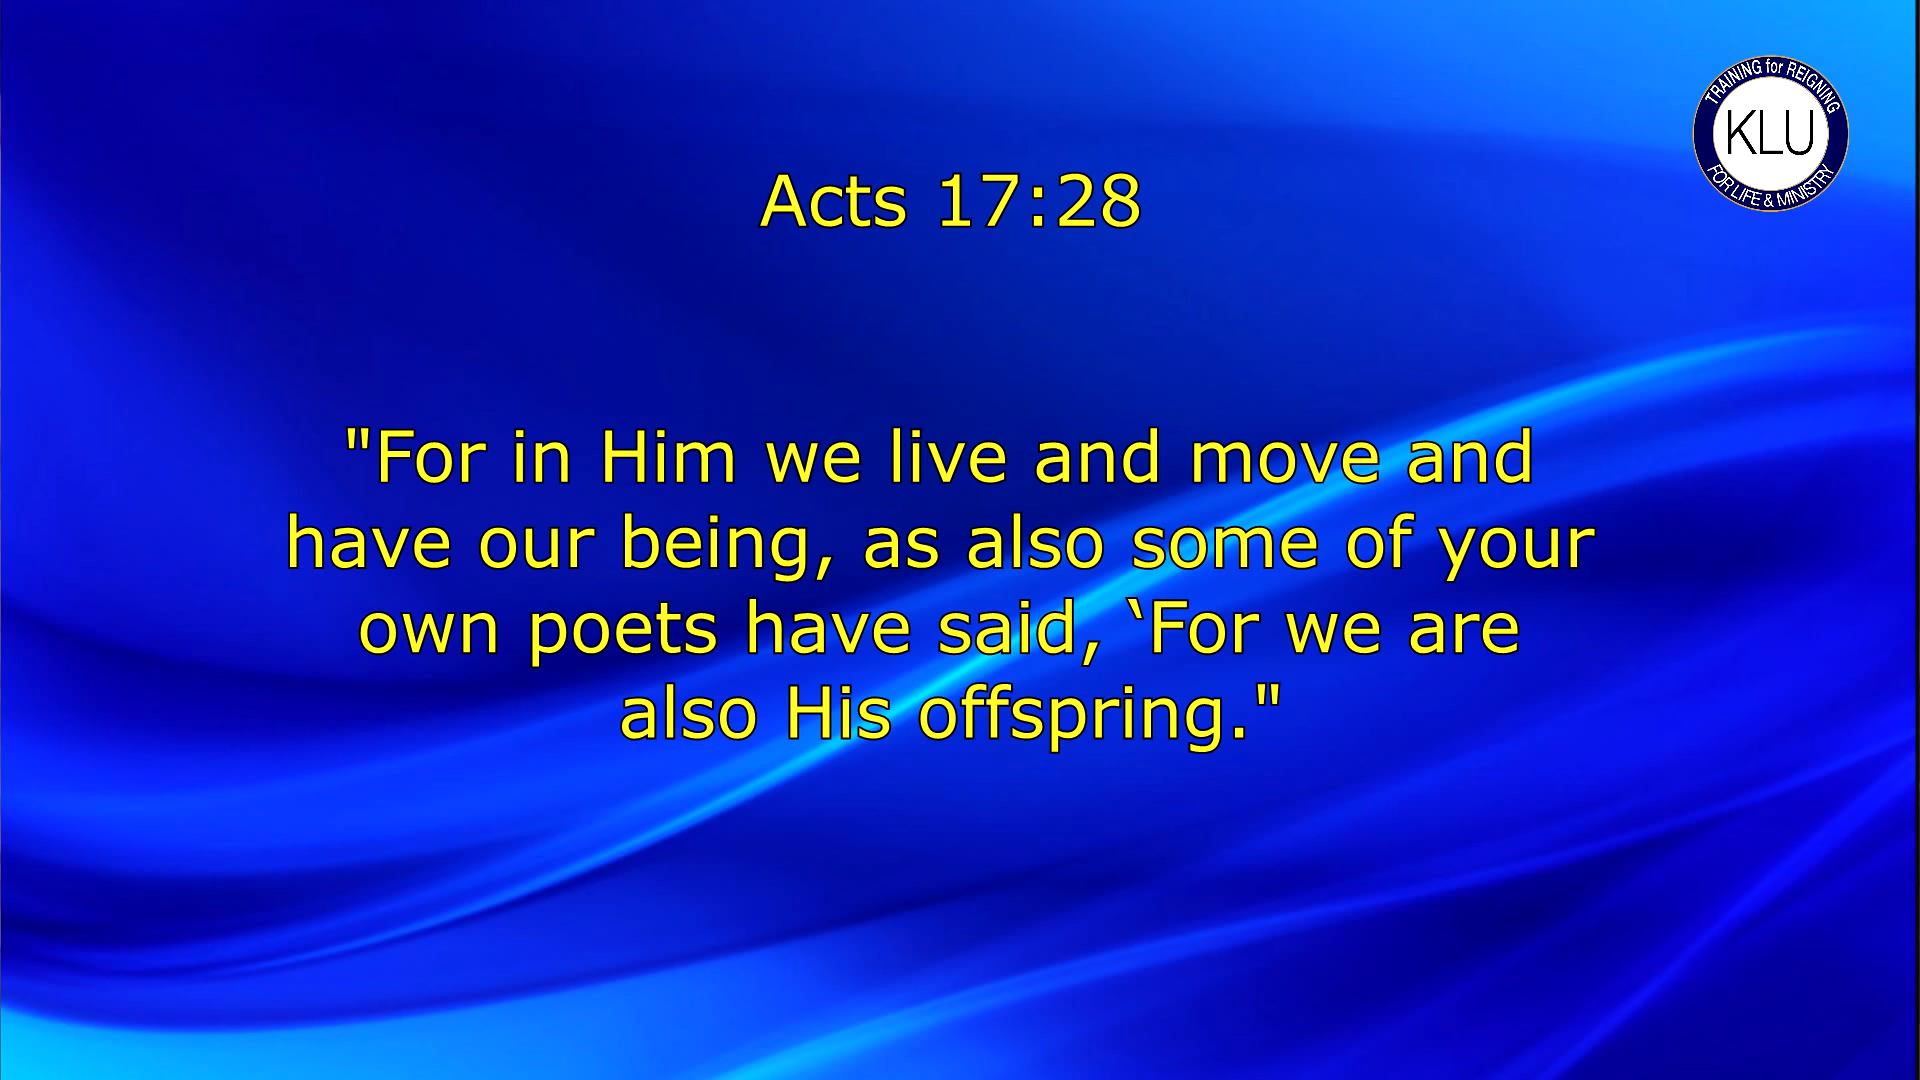 TRAINING for REIGNING
KLU
FOR LIFE & MINISTRY
Acts 17:28
"For in Him we live and move and
have our being, as also some of your
own poets have said, ‘For we are
also His offspring."